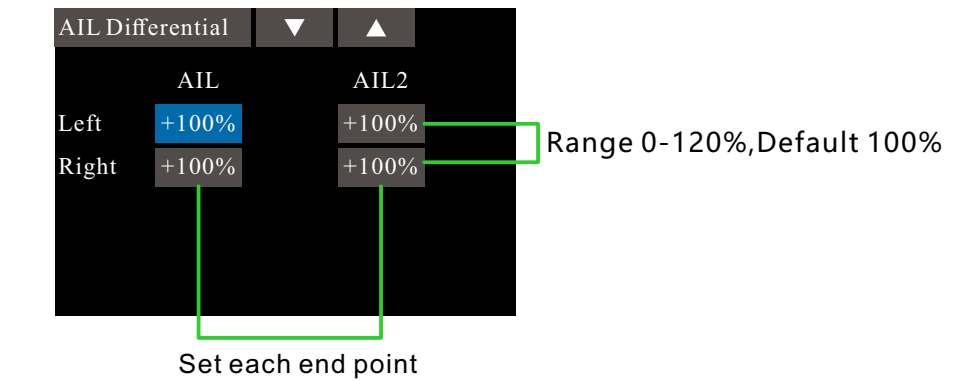 AIL Differential ▼ ▲
AIL AIL2
Left +100% +100%
Right +100% +100%
Range 0-120%,Default 100%
Set each end point